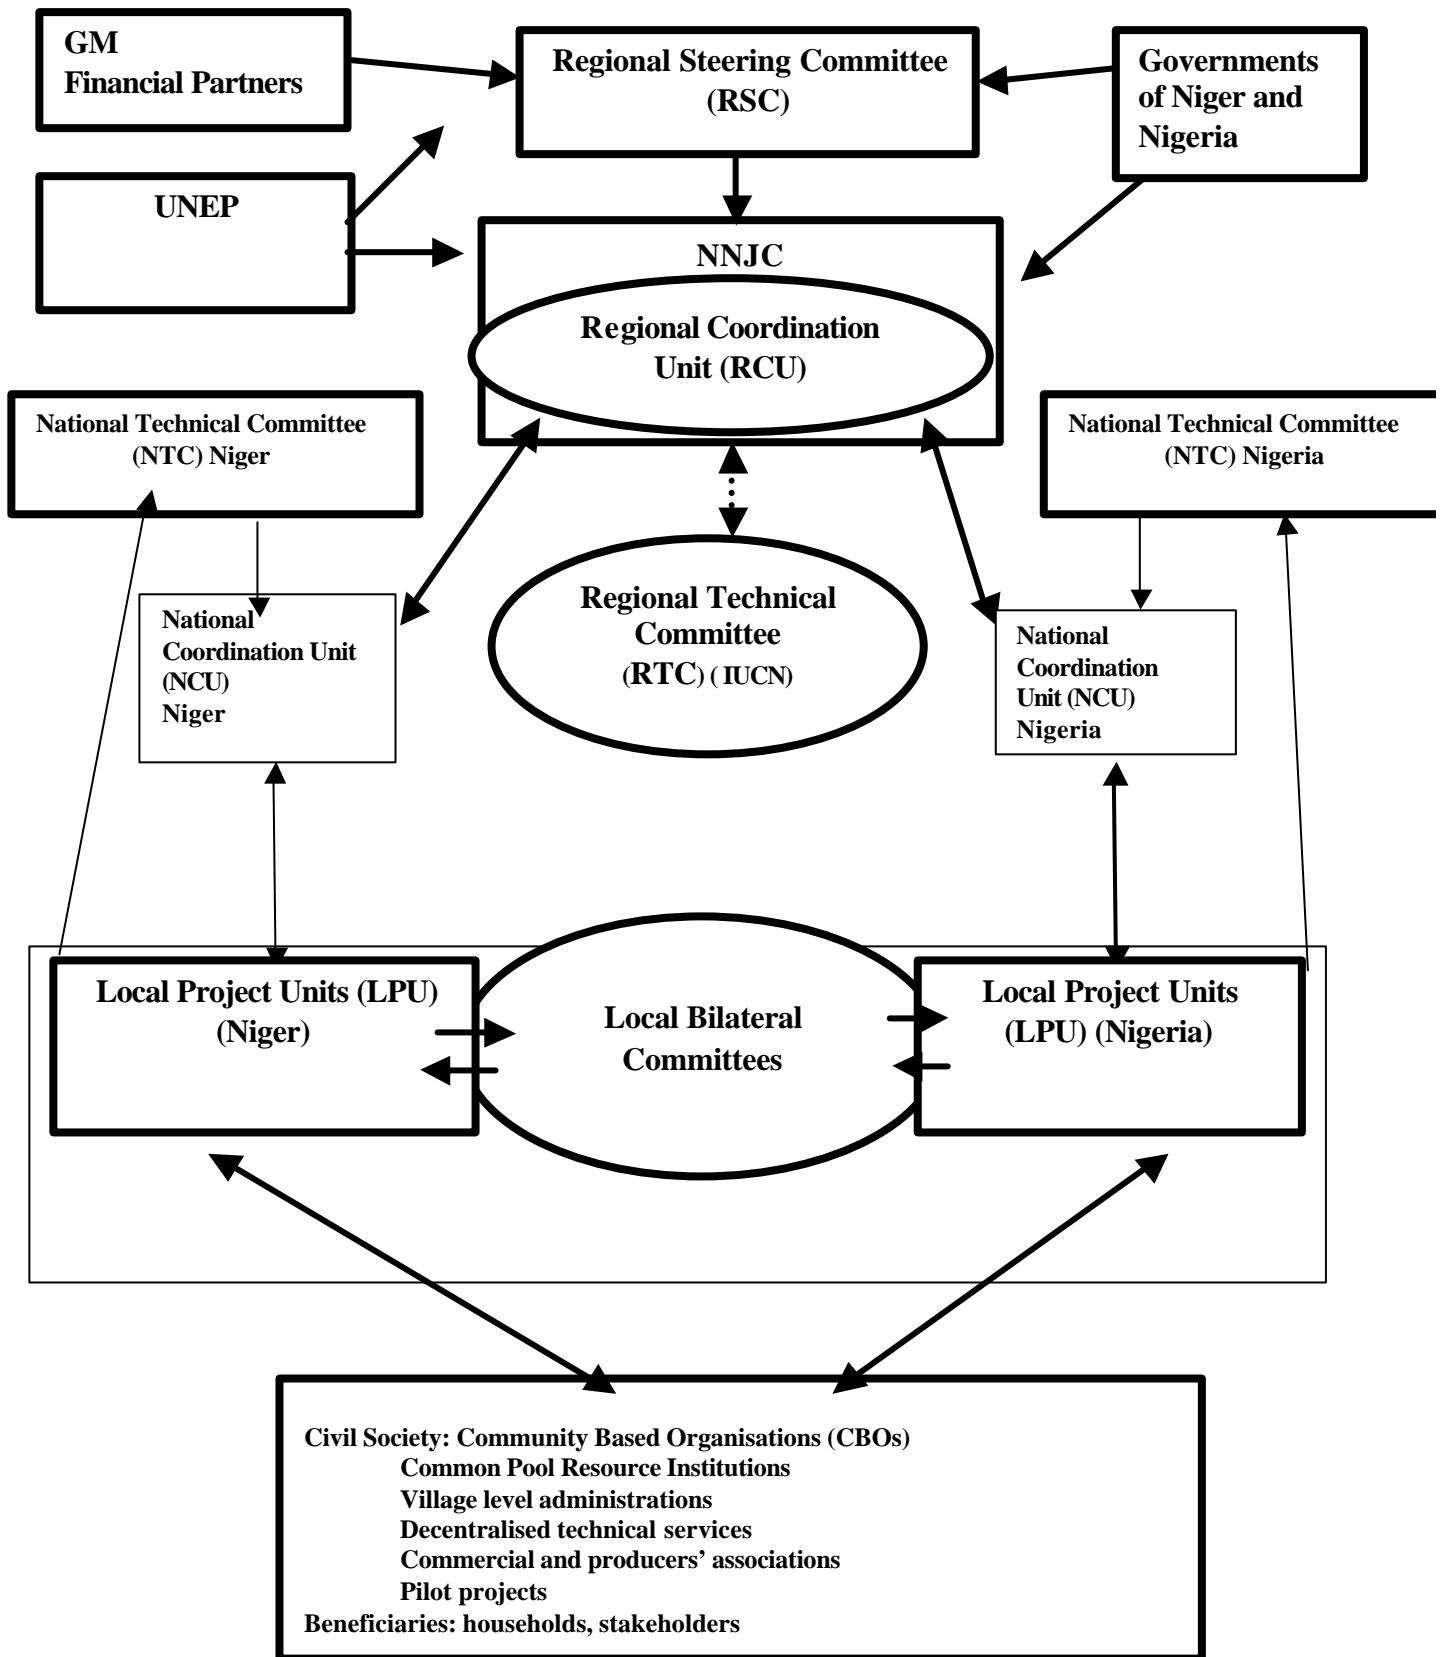 GM
Financial Partners
Regional Steering Committee
(RSC)
Governments
of Niger and
Nigeria
UNEP
NNJC
Regional Coordination
Unit (RCU)
National Technical Committee
(NTC) Niger
National Technical Committee
(NTC) Nigeria
Regional Technical
Committee
(RTC) ( IUCN)
National
Coordination Unit
(NCU)
Niger
National
Coordination
Unit (NCU)
Nigeria
Local Project Units (LPU)
(Niger)
Local Bilateral
Committees
Local Project Units
(LPU) (Nigeria)
Civil Society: Community Based Organisations (CBOs)
Common Pool Resource Institutions
Village level administrations
Decentralised technical services
Commercial and producers’ associations
Pilot projects
Beneficiaries: households, stakeholders